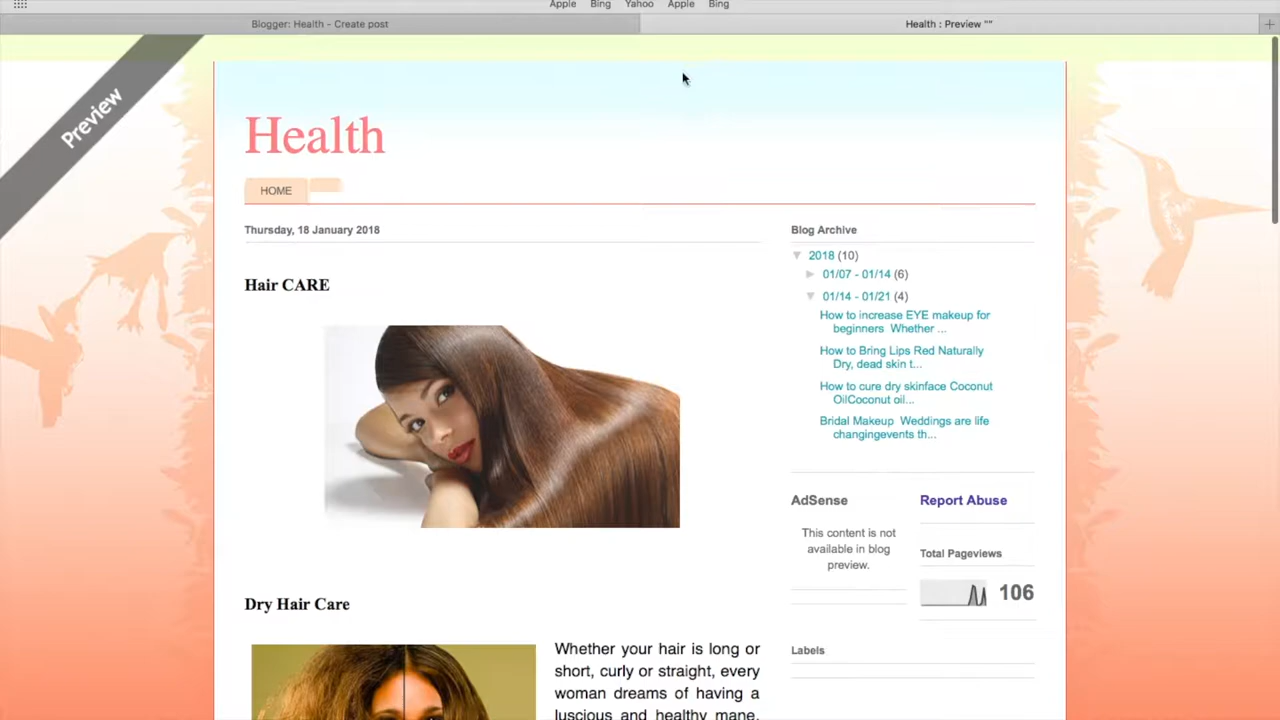 Apple Bing Yahoo Apple Bing
Blogger: Health - Create post
Health : Preview ""
Preview
Health
HOME
Thursday, 18 January 2018
Hair CARE
Dry Hair Care
Whether your hair is long or
short, curly or straight, every
woman dreams of having a
luscious and healthy mane.
Blog Archive
▼ 2018 (10)
► 01/07 - 01/14 (6)
▼ 01/14 - 01/21 (4)
How to increase EYE makeup for
beginners Whether ...
How to Bring Lips Red Naturally
Dry, dead skin t...
How to cure dry skinface Coconut
OilCoconut oil...
Bridal Makeup Weddings are life
changingevents th...
AdSense
This content is not
available in blog
preview.
Report Abuse
Total Pageviews
106
Labels